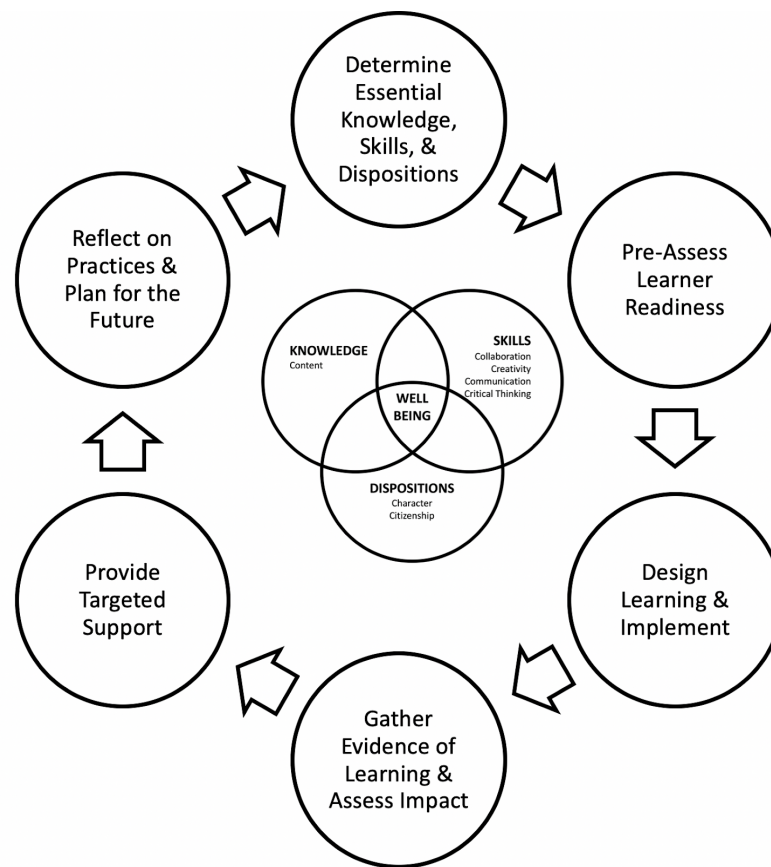 Determine
Essential
Knowledge,
Skills, &
Dispositions
Pre-Assess
Learner
Readiness
Design
Learning &
Implement
Gather
Evidence of
Learning &
Assess Impact
Provide
Targeted
Support
Reflect on
Practices &
Plan for the
Future
KNOWLEDGE
Content
SKILLS
Collaboration
Creativity
Communication
Critical Thinking
WELL
BEING
DISPOSITIONS
Character
Citizenship